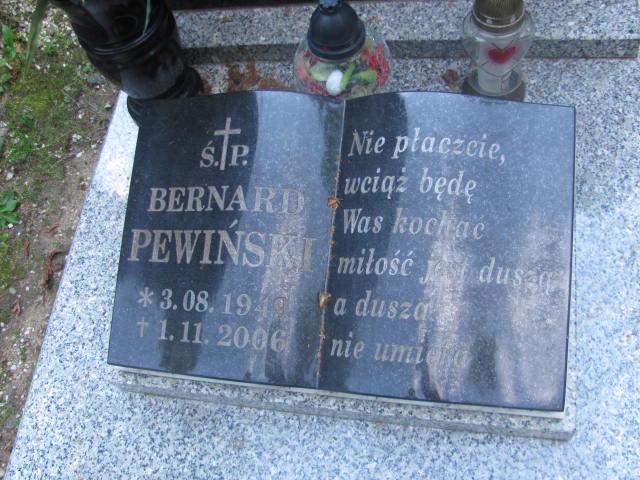 Ś.†P.
BERNARD
PEWIŃSKI
* 3.08.1949
† 1.11.2006
Nie płaczcie,
wciąż będę
Was kochać
miłość jest duszą
a dusza
nie umiera